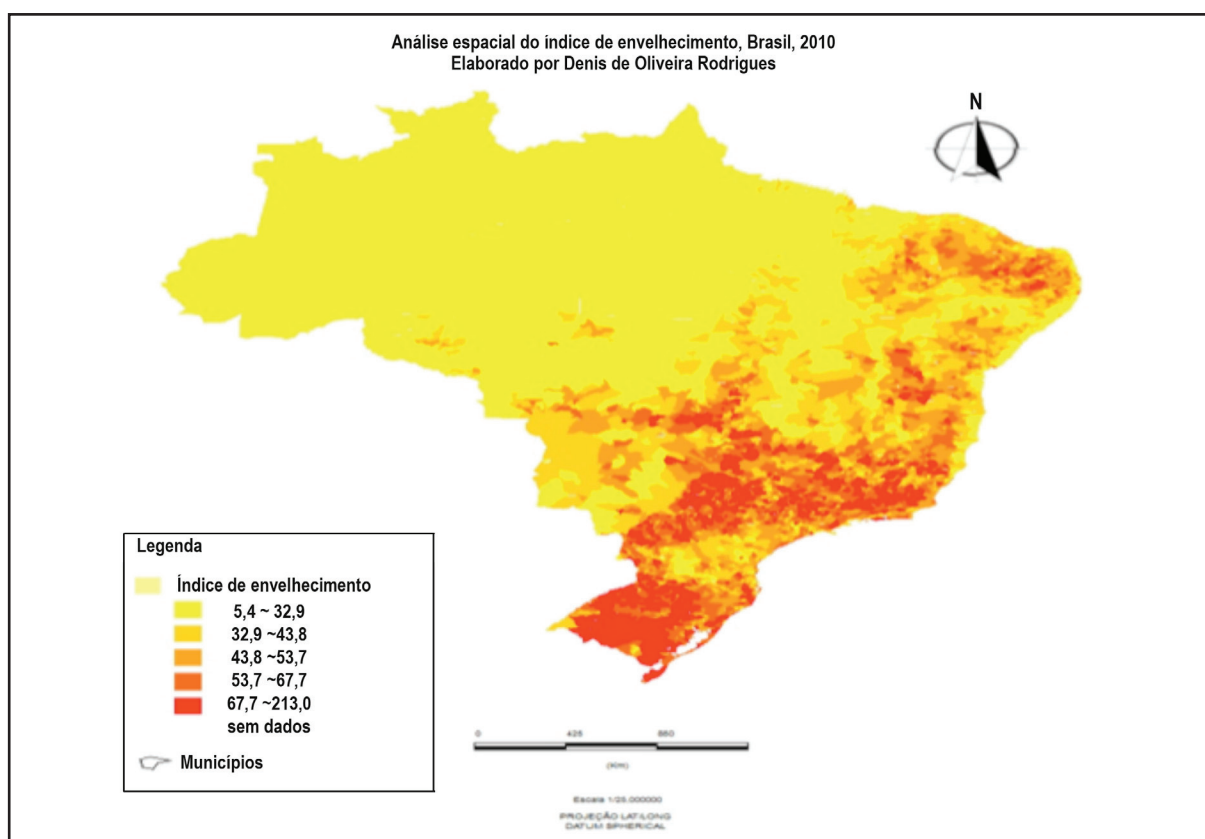 Análise espacial do índice de envelhecimento, Brasil, 2010
Elaborado por Denis de Oliveira Rodrigues
N
Legenda
Índice de envelhecimento
5,4 ~ 32,9
32,9 ~43,8
43,8 ~53,7
53,7 ~67,7
67,7 ~213,0
sem dados
Municípios
0 425 850
(Km)
Escala 1/25.000000
PROJEÇÃO LAT/LONG
DATUM SPHERICAL